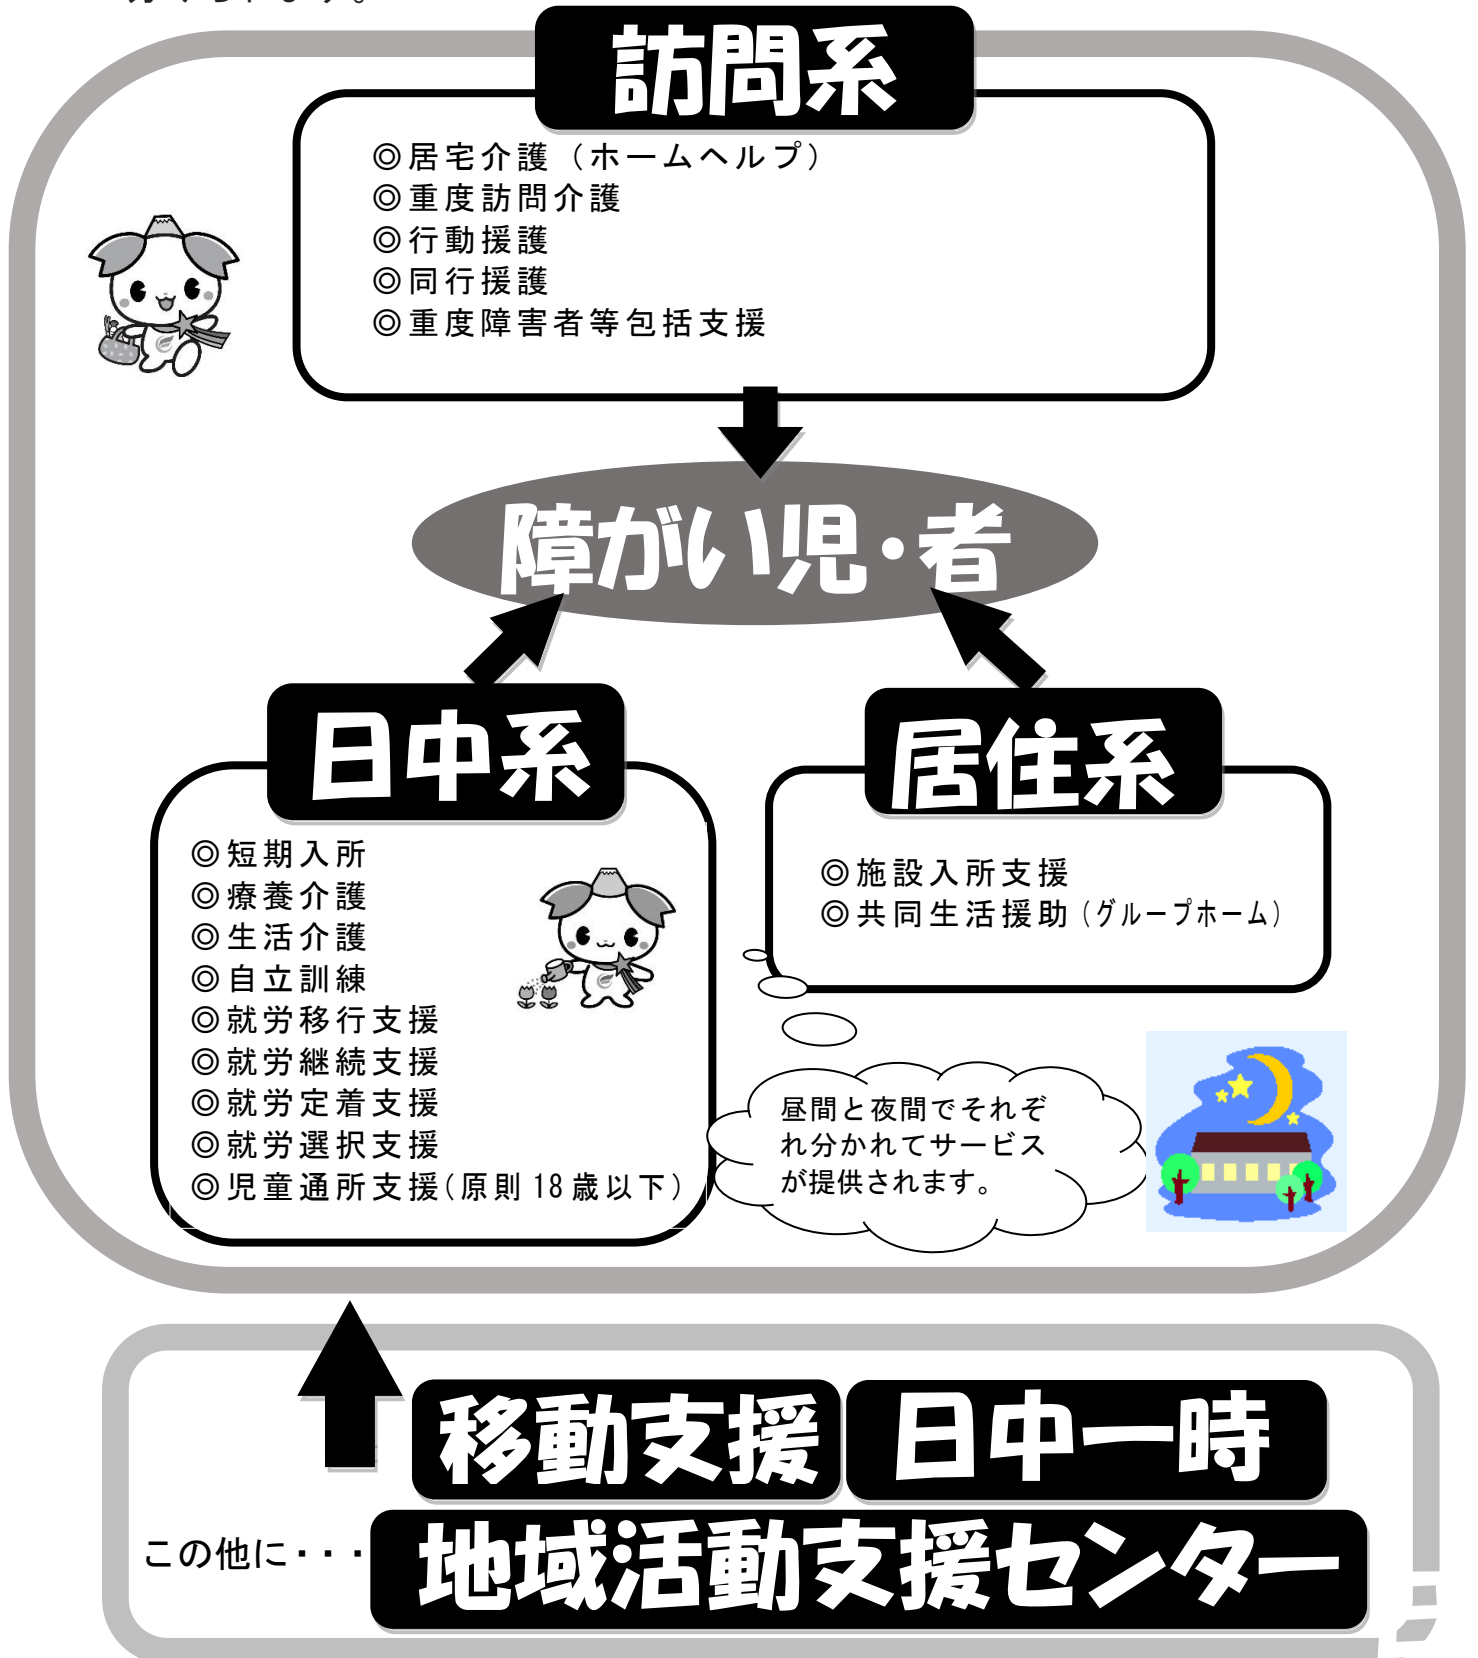 訪問系
◎居宅介護（ホームヘルプ）
◎重度訪問介護
◎行動援護
◎同行援護
◎重度障害者等包括支援
障がい児・者
日中系
◎短期入所
◎療養介護
◎生活介護
◎自立訓練
◎就労移行支援
◎就労継続支援
◎就労定着支援
◎就労選択支援
◎児童通所支援(原則18歳以下)
居住系
◎施設入所支援
◎共同生活援助(グループホーム)
昼間と夜間でそれぞ
れ分かれてサービス
が提供されます。
移動支援 日中一時
この他に・・・ 地域活動支援センター